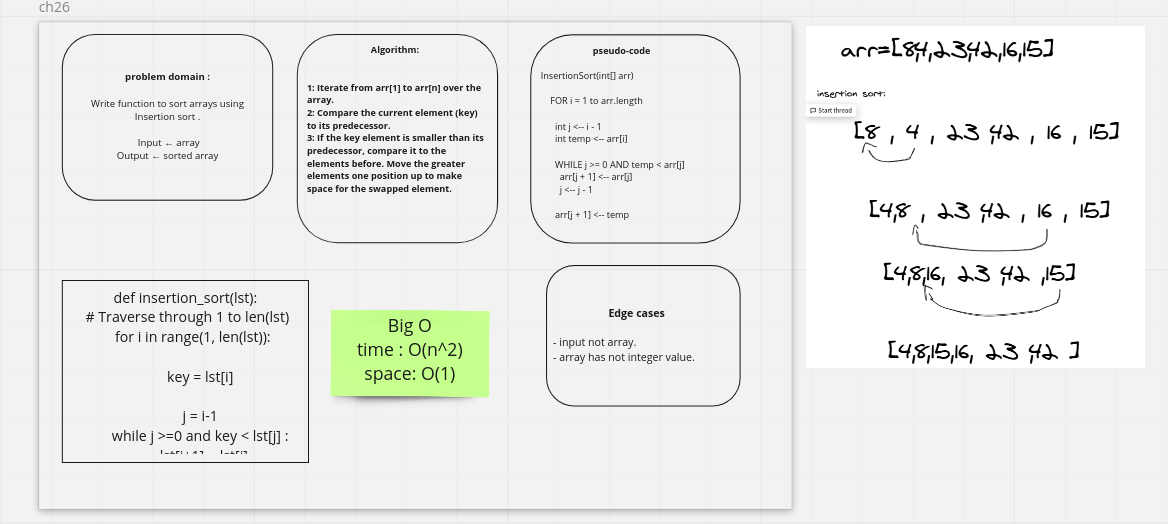 ch26
problem domain :
Write function to sort arrays using
Insertion sort .
Input ← array
Output ← sorted array
Algorithm:
1: Iterate from arr[1] to arr[n] over the
array.
2: Compare the current element (key)
to its predecessor.
3: If the key element is smaller than its
predecessor, compare it to the
elements before. Move the greater
elements one position up to make
space for the swapped element.
pseudo-code
InsertionSort(int[] arr)
FOR i = 1 to arr.length
int j <-- i - 1
int temp <-- arr[i]
WHILE j >= 0 AND temp < arr[j]
arr[j + 1] <-- arr[j]
j <-- j - 1
arr[j + 1] <-- temp
def insertion_sort(lst):
# Traverse through 1 to len(lst)
for i in range(1, len(lst)):
key = lst[i]
j = i-1
while j >=0 and key < lst[j] :
Big O
time : O(n^2)
space: O(1)
Edge cases
- input not array.
- array has not integer value.
arr=[8,4,23,42,16,15]
insertion sort:
Start thread
[8 , 4 , 23 42 , 16 , 15]
[4,8 , 23 42 , 16 , 15]
[4,8,16, 23 42 ,15]
[4,8,15,16, 23 42 ]